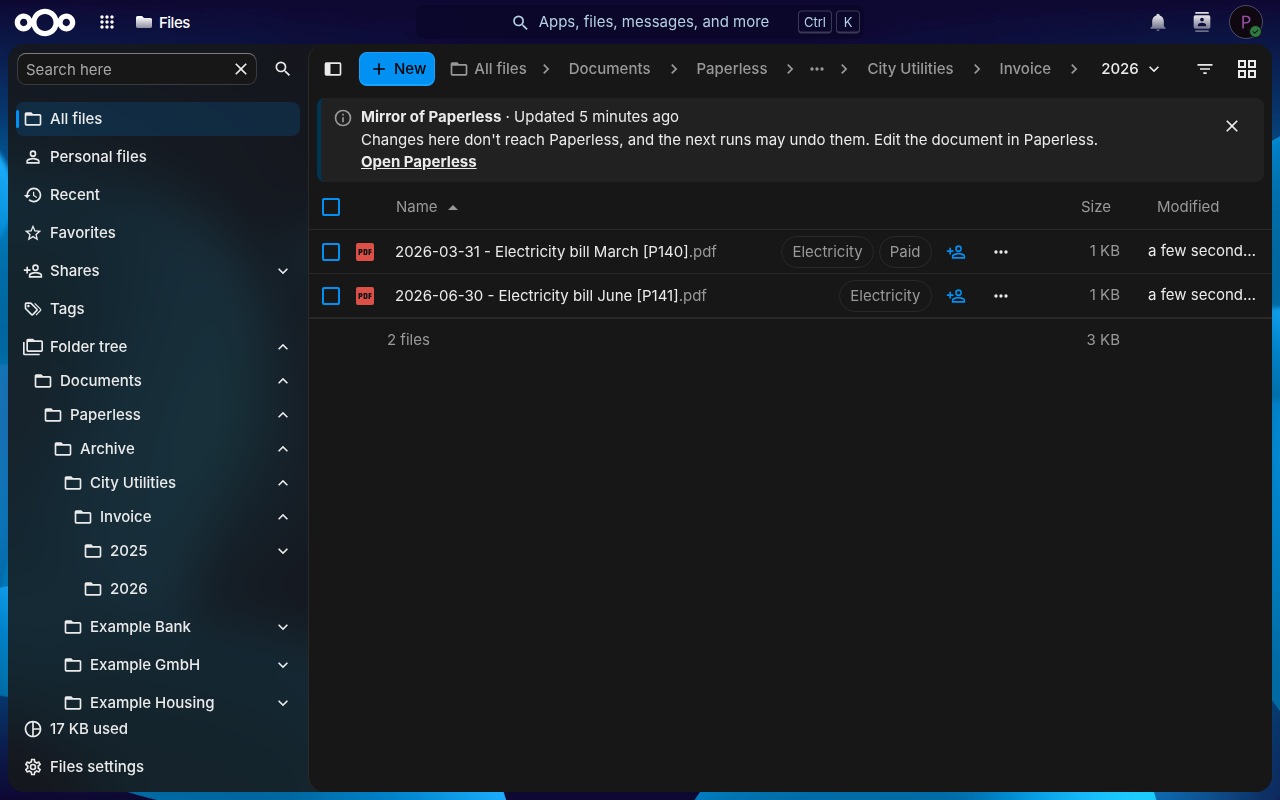 Files
Apps, files, messages, and more
Ctrl K
P
Search here
New
All files
Documents
Paperless
City Utilities
Invoice
2026
All files
Personal files
Recent
Favorites
Shares
Tags
Folder tree
Documents
Paperless
Archive
City Utilities
Invoice
2025
2026
Example Bank
Example GmbH
Example Housing
17 KB used
Files settings
Mirror of Paperless · Updated 5 minutes ago
Changes here don't reach Paperless, and the next runs may undo them. Edit the document in Paperless.
Open Paperless
Name Size Modified
PDF 2026-03-31 - Electricity bill March [P140].pdf Electricity Paid 1 KB a few second...
PDF 2026-06-30 - Electricity bill June [P141].pdf Electricity 1 KB a few second...
2 files 3 KB